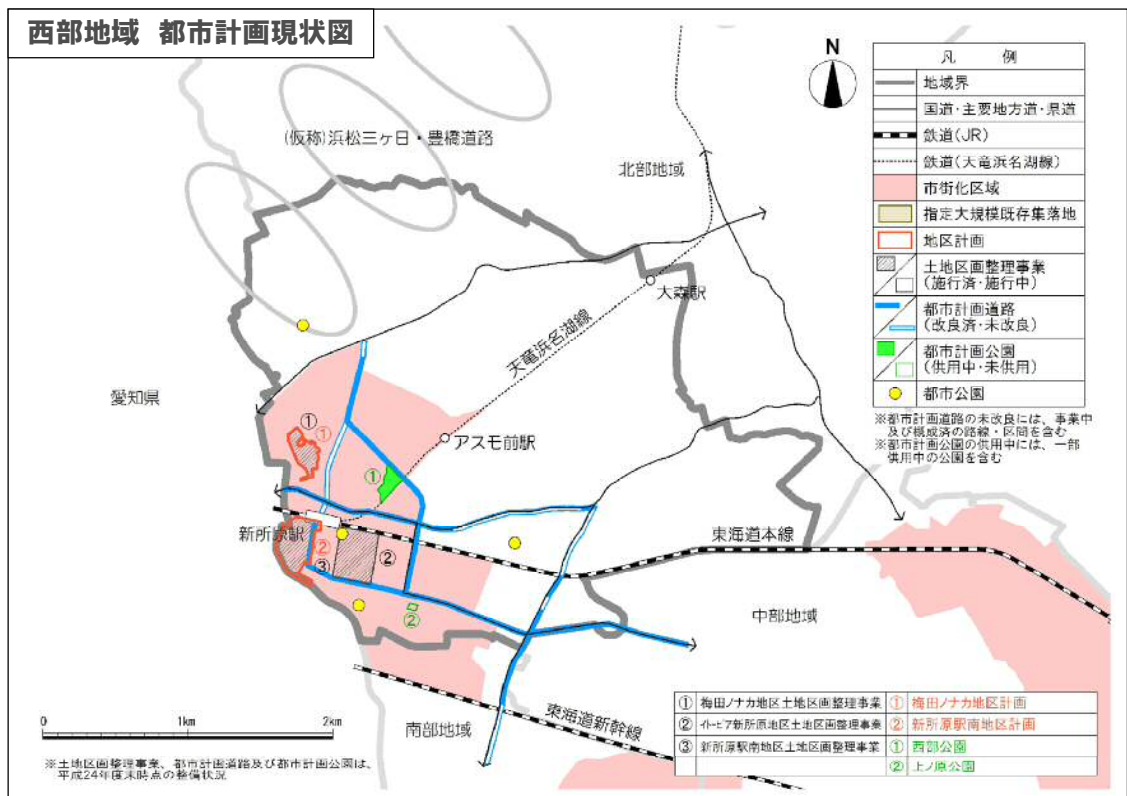 西部地域 都市計画現状図
N
凡 例
地域界
国道・主要地方道・県道
鉄道(JR)
鉄道(天竜浜名湖線)
市街化区域
指定大規模既存集落地
地区計画
土地区画整理事業
(施行済・施行中)
都市計画道路
(改良済・未改良)
都市計画公園
(供用中・未供用)
都市公園
※都市計画道路の未改良には、事業中
及び概成済の路線・区間を含む
※都市計画公園の供用中には、一部
供用中の公園を含む
(仮称)浜松三ヶ日・豊橋道路
北部地域
大森駅
天竜浜名湖線
愛知県
アスモ前駅
①
①
①
新所原駅
②
③
②
②
東海道本線
中部地域
南部地域
東海道新幹線
0 1km 2km
※土地区画整理事業、都市計画道路及び都市計画公園は、
平成24年度末時点の整備状況
① 梅田ノナカ地区土地区画整理事業 ① 梅田ノナカ地区計画
② イトーピア新所原地区土地区画整理事業 ② 新所原駅南地区計画
③ 新所原駅南地区土地区画整理事業 ① 西部公園
② 上ノ原公園